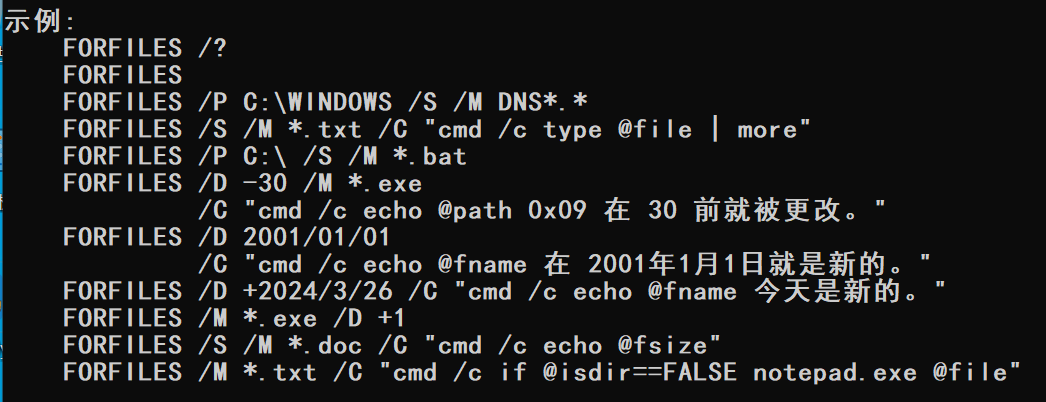 示例:
FORFILES /?
FORFILES
FORFILES /P C:\WINDOWS /S /M DNS*.*
FORFILES /S /M *.txt /C "cmd /c type @file | more"
FORFILES /P C:\ /S /M *.bat
FORFILES /D -30 /M *.exe
/C "cmd /c echo @path 0x09 在 30 前就被更改。"
FORFILES /D 2001/01/01
/C "cmd /c echo @fname 在 2001年1月1日就是新的。"
FORFILES /D +2024/3/26 /C "cmd /c echo @fname 今天是新的。"
FORFILES /M *.exe /D +1
FORFILES /S /M *.doc /C "cmd /c echo @fsize"
FORFILES /M *.txt /C "cmd /c if @isdir==FALSE notepad.exe @file"